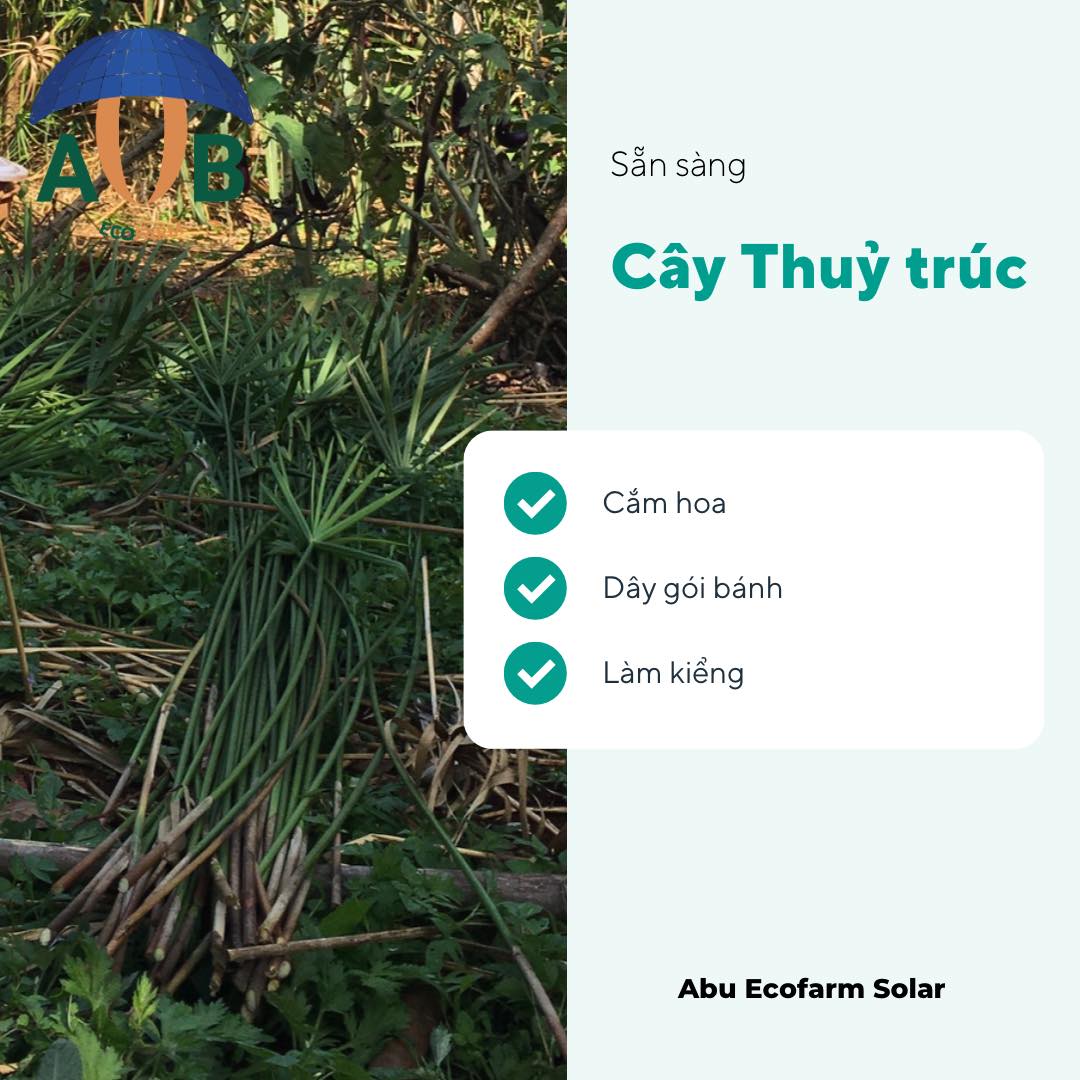 AUB
ECO
Sẵn sàng
Cây Thuỷ trúc
Cắm hoa
Dây gói bánh
Làm kiểng
Abu Ecofarm Solar